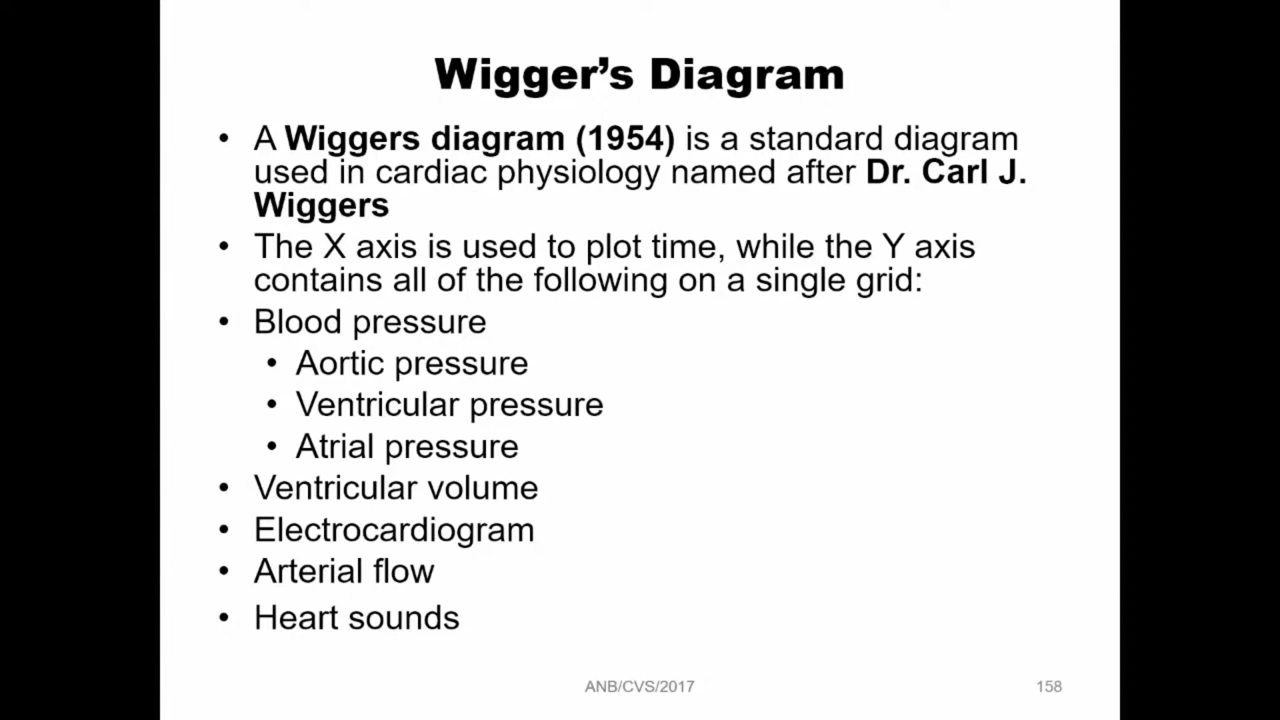 Wigger’s Diagram
• A Wiggers diagram (1954) is a standard diagram
used in cardiac physiology named after Dr. Carl J.
Wiggers
• The X axis is used to plot time, while the Y axis
contains all of the following on a single grid:
• Blood pressure
• Aortic pressure
• Ventricular pressure
• Atrial pressure
• Ventricular volume
• Electrocardiogram
• Arterial flow
• Heart sounds
ANB/CVS/2017
158